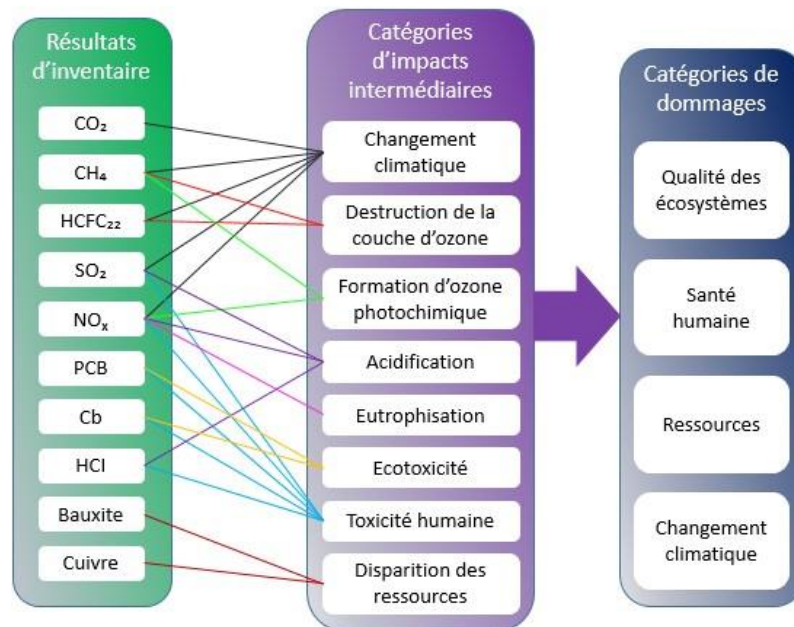 Résultats
d'inventaire
CO₂
CH₄
HCFC₂₂
SO₂
NOₓ
PCB
Cb
HCl
Bauxite
Cuivre
Catégories
d'impacts
intermédiaires
Changement
climatique
Destruction de la
couche d'ozone
Formation d'ozone
photochimique
Acidification
Eutrophisation
Ecotoxicité
Toxicité humaine
Disparition des
ressources
Catégories de
dommages
Qualité des
écosystèmes
Santé
humaine
Ressources
Changement
climatique